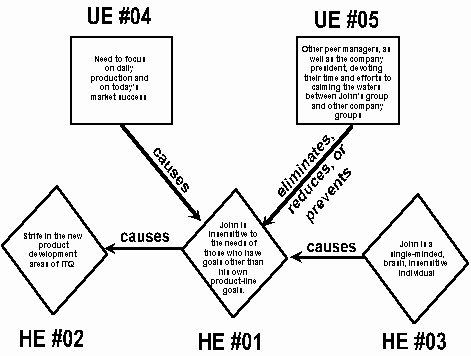 UE #04
UE #05
Need to focus
on daily
production and
on today's
market success
Other peer managers, as
well as the company
president, devoting
their time and efforts to
calming the waters
between John's group
and other company
groups
causes
eliminates,
reduces, or
prevents
Strife in the new
product
development
areas of ITQ
causes
John is
insensitive to
the needs of
those who have
goals other than
his own
product-line
goals.
causes
John is a
single-minded,
brash, insensitive
individual
HE #02
HE #01
HE #03